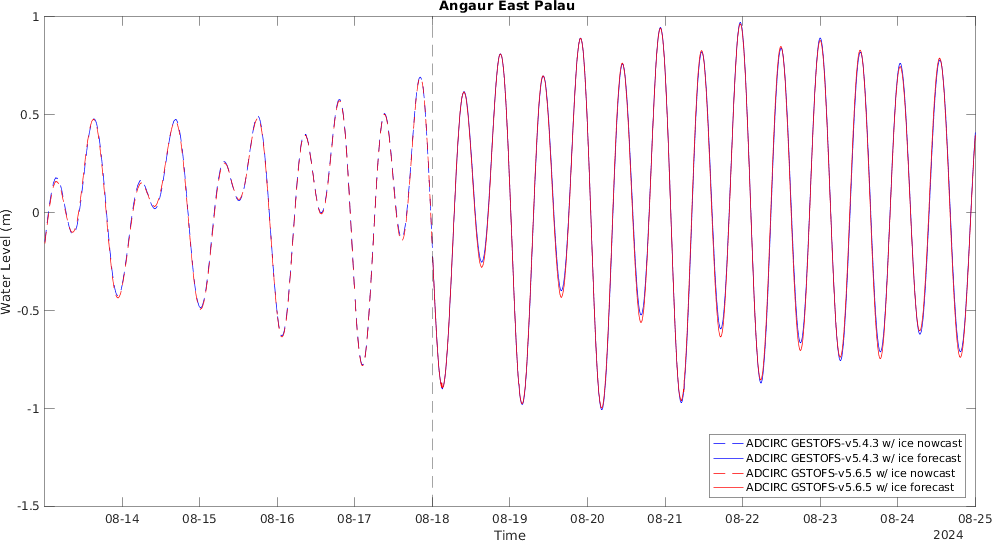 Angaur East Palau
1
0.5
0
-0.5
-1
-1.5
Water Level (m)
ADCIRC GESTOFS-v5.4.3 w/ ice nowcast
ADCIRC GESTOFS-v5.4.3 w/ ice forecast
ADCIRC GSTOFS-v5.6.5 w/ ice nowcast
ADCIRC GSTOFS-v5.6.5 w/ ice forecast
08-14 08-15 08-16 08-17 08-18 08-19 08-20 08-21 08-22 08-23 08-24 08-25
Time
2024